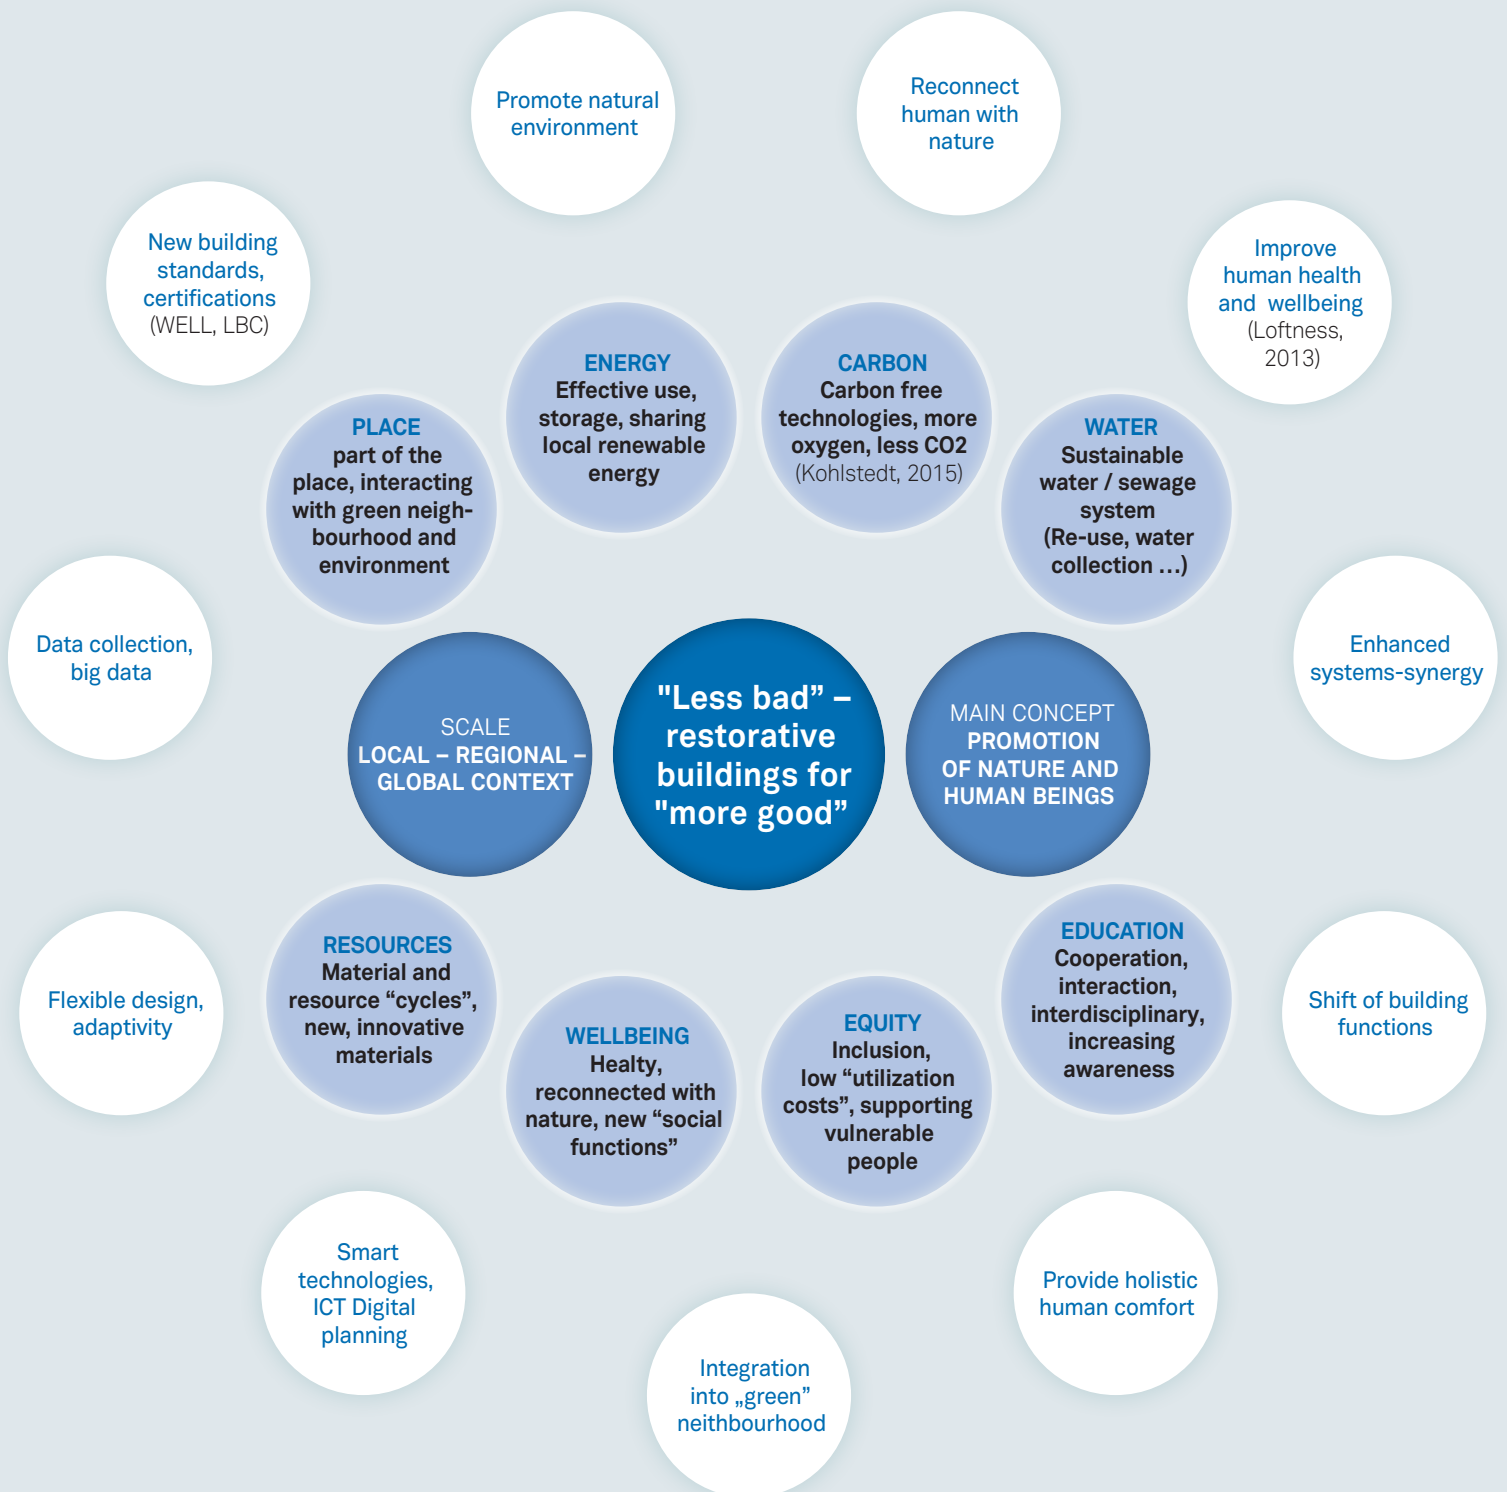 Promote natural
environment
Reconnect
human with
nature
New building
standards,
certifications
(WELL, LBC)
Improve
human health
and wellbeing
(Loftness,
2013)
ENERGY
Effective use,
storage, sharing
local renewable
energy
CARBON
Carbon free
technologies, more
oxygen, less CO2
(Kohlstedt, 2015)
PLACE
part of the
place, interacting
with green neigh-
bourhood and
environment
WATER
Sustainable
water / sewage
system
(Re-use, water
collection …)
Data collection,
big data
Enhanced
systems-synergy
SCALE
LOCAL – REGIONAL –
GLOBAL CONTEXT
"Less bad” –
restorative
buildings for
"more good”
MAIN CONCEPT
PROMOTION
OF NATURE AND
HUMAN BEINGS
Flexible design,
adaptivity
RESOURCES
Material and
resource “cycles”,
new, innovative
materials
WELLBEING
Healty,
reconnected with
nature, new “social
functions”
EQUITY
Inclusion,
low “utilization
costs”, supporting
vulnerable
people
EDUCATION
Cooperation,
interaction,
interdisciplinary,
increasing
awareness
Shift of building
functions
Smart
technologies,
ICT Digital
planning
Integration
into „green”
neithbourhood
Provide holistic
human comfort